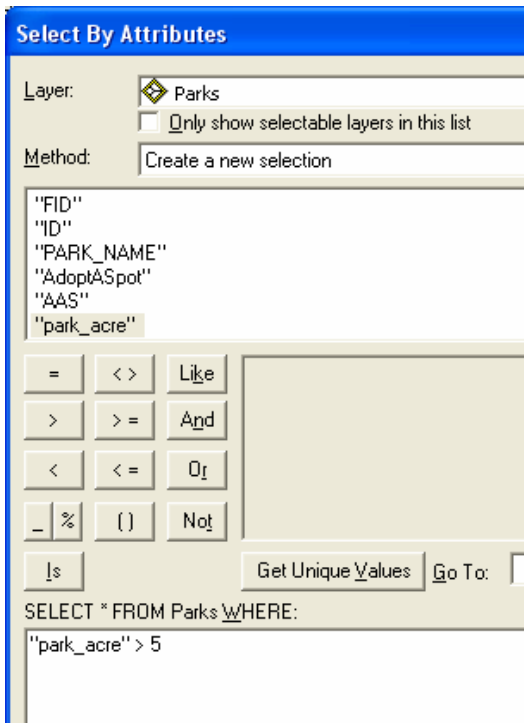 Select By Attributes
Layer: Parks
Only show selectable layers in this list
Method: Create a new selection
"FID"
"ID"
"PARK_NAME"
"AdoptASpot"
"AAS"
"park_acre"
= < > Like
> > = And
< < = Or
_ % ( ) Not
Is Get Unique Values Go To:
SELECT * FROM Parks WHERE:
"park_acre" > 5